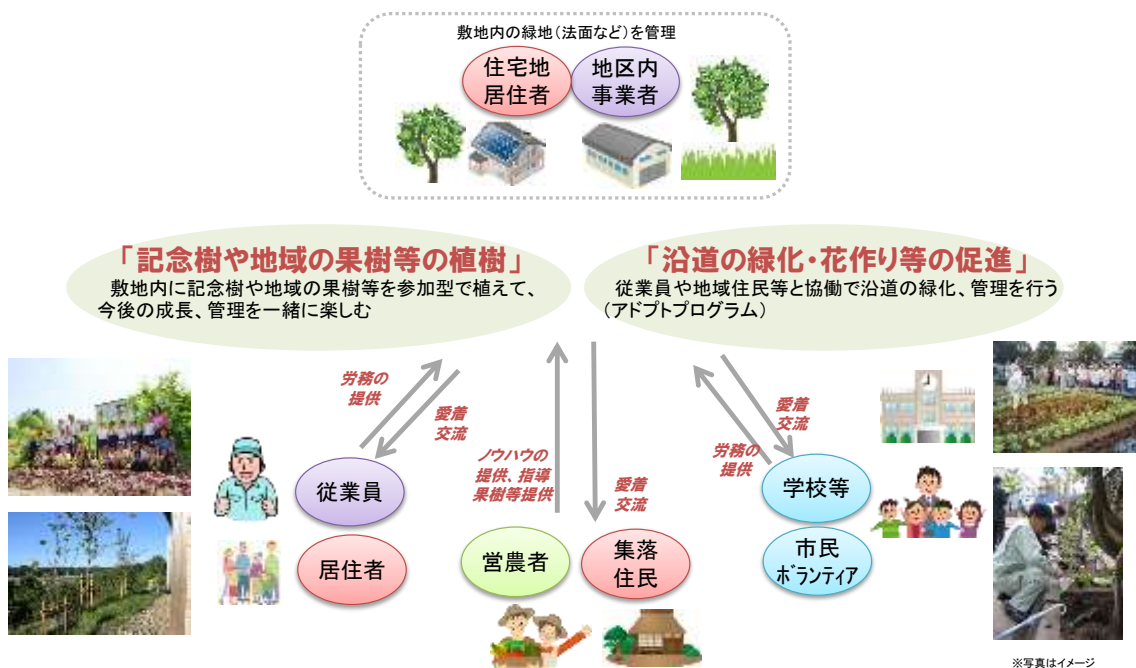 敷地内の緑地（法面など）を管理
住宅地
居住者
地区内
事業者
「記念樹や地域の果樹等の植樹」
敷地内に記念樹や地域の果樹等を参加型で植えて、
今後の成長、管理を一緒に楽しむ
「沿道の緑化・花作り等の促進」
従業員や地域住民等と協働で沿道の緑化、管理を行う
（アドプトプログラム）
労務の
提供
愛着
交流
ノウハウの
提供、指導
果樹等提供
愛着
交流
労務の
提供
愛着
交流
従業員
居住者
営農者
集落
住民
学校等
市民
ﾎﾞﾗﾝﾃｨｱ
※写真はイメージ